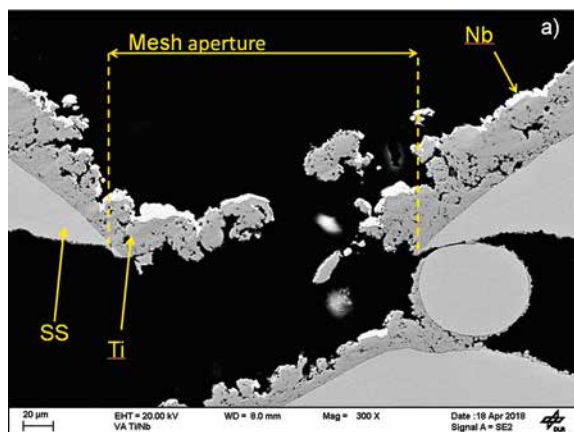 Mesh aperture
a)
Nb
SS
Ti
20 µm
EHT = 20.00 kV
WD = 8.0 mm
Mag = 300 X
Date :18 Apr 2018
VA Ti/Nb
Signal A = SE2
DLR